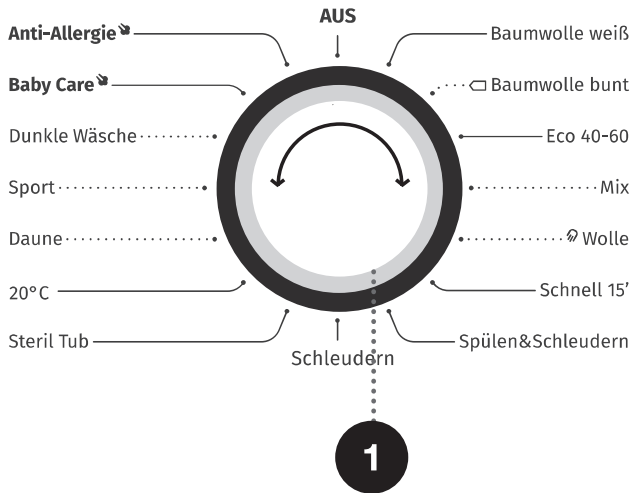 AUS
Anti-Allergie
Baby Care
Dunkle Wäsche
Sport
Daune
20°C
Steril Tub
Baumwolle weiß
Baumwolle bunt
Eco 40-60
Mix
Wolle
Schnell 15’
Spülen&Schleudern
Schleudern
1